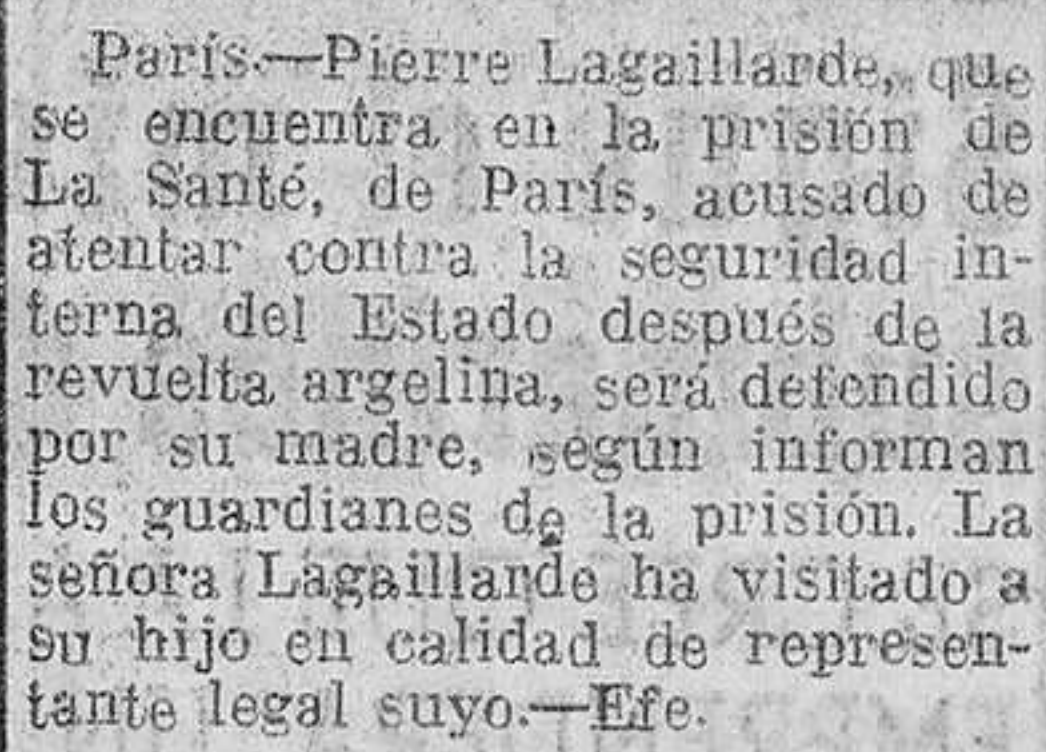 París.—Pierre Lagaillarde, que
se encuentra en la prisión de
La Santé, de París, acusado de
atentar contra la seguridad in-
terna del Estado después de la
revuelta argelina, será defendido
por su madre, según informan
los guardianes de la prisión. La
señora Lagaillarde ha visitado a
su hijo en calidad de represen-
tante legal suyo.—Efe.